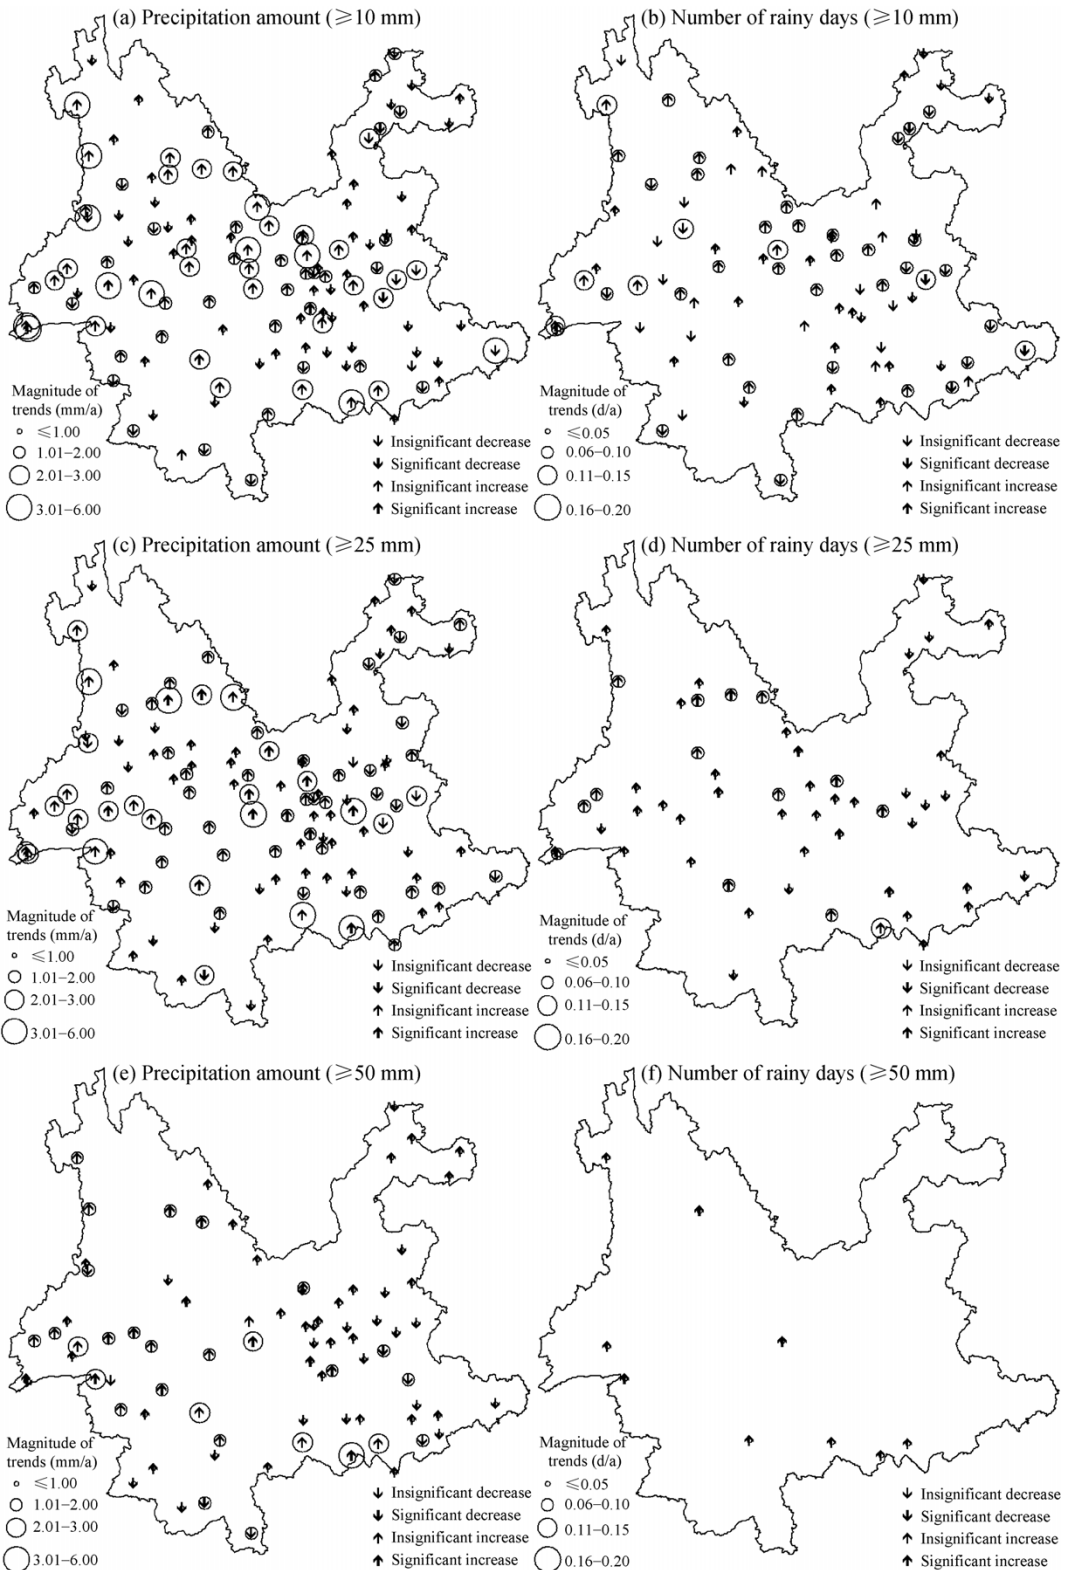 (a) Precipitation amount (≥10 mm)
Magnitude of
trends (mm/a)
≤1.00
1.01–2.00
2.01–3.00
3.01–6.00
Insignificant decrease
Significant decrease
Insignificant increase
Significant increase
(b) Number of rainy days (≥10 mm)
Magnitude of
trends (d/a)
≤0.05
0.06–0.10
0.11–0.15
0.16–0.20
Insignificant decrease
Significant decrease
Insignificant increase
Significant increase
(c) Precipitation amount (≥25 mm)
Magnitude of
trends (mm/a)
≤1.00
1.01–2.00
2.01–3.00
3.01–6.00
Insignificant decrease
Significant decrease
Insignificant increase
Significant increase
(d) Number of rainy days (≥25 mm)
Magnitude of
trends (d/a)
≤0.05
0.06–0.10
0.11–0.15
0.16–0.20
Insignificant decrease
Significant decrease
Insignificant increase
Significant increase
(e) Precipitation amount (≥50 mm)
Magnitude of
trends (mm/a)
≤1.00
1.01–2.00
2.01–3.00
3.01–6.00
Insignificant decrease
Significant decrease
Insignificant increase
Significant increase
(f) Number of rainy days (≥50 mm)
Magnitude of
trends (d/a)
≤0.05
0.06–0.10
0.11–0.15
0.16–0.20
Insignificant decrease
Significant decrease
Insignificant increase
Significant increase